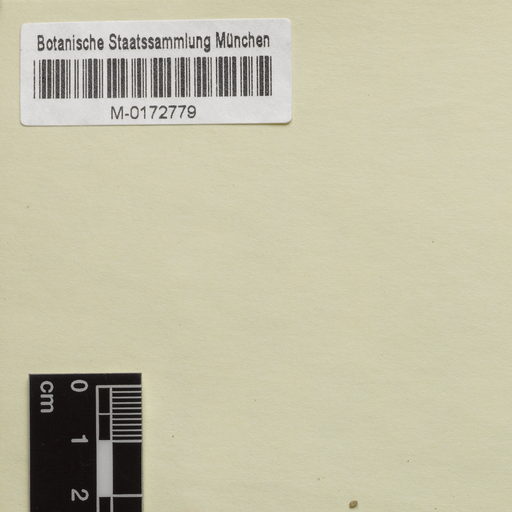 Botanische Staatssammlung München
M-0172779
cm
0
1
2